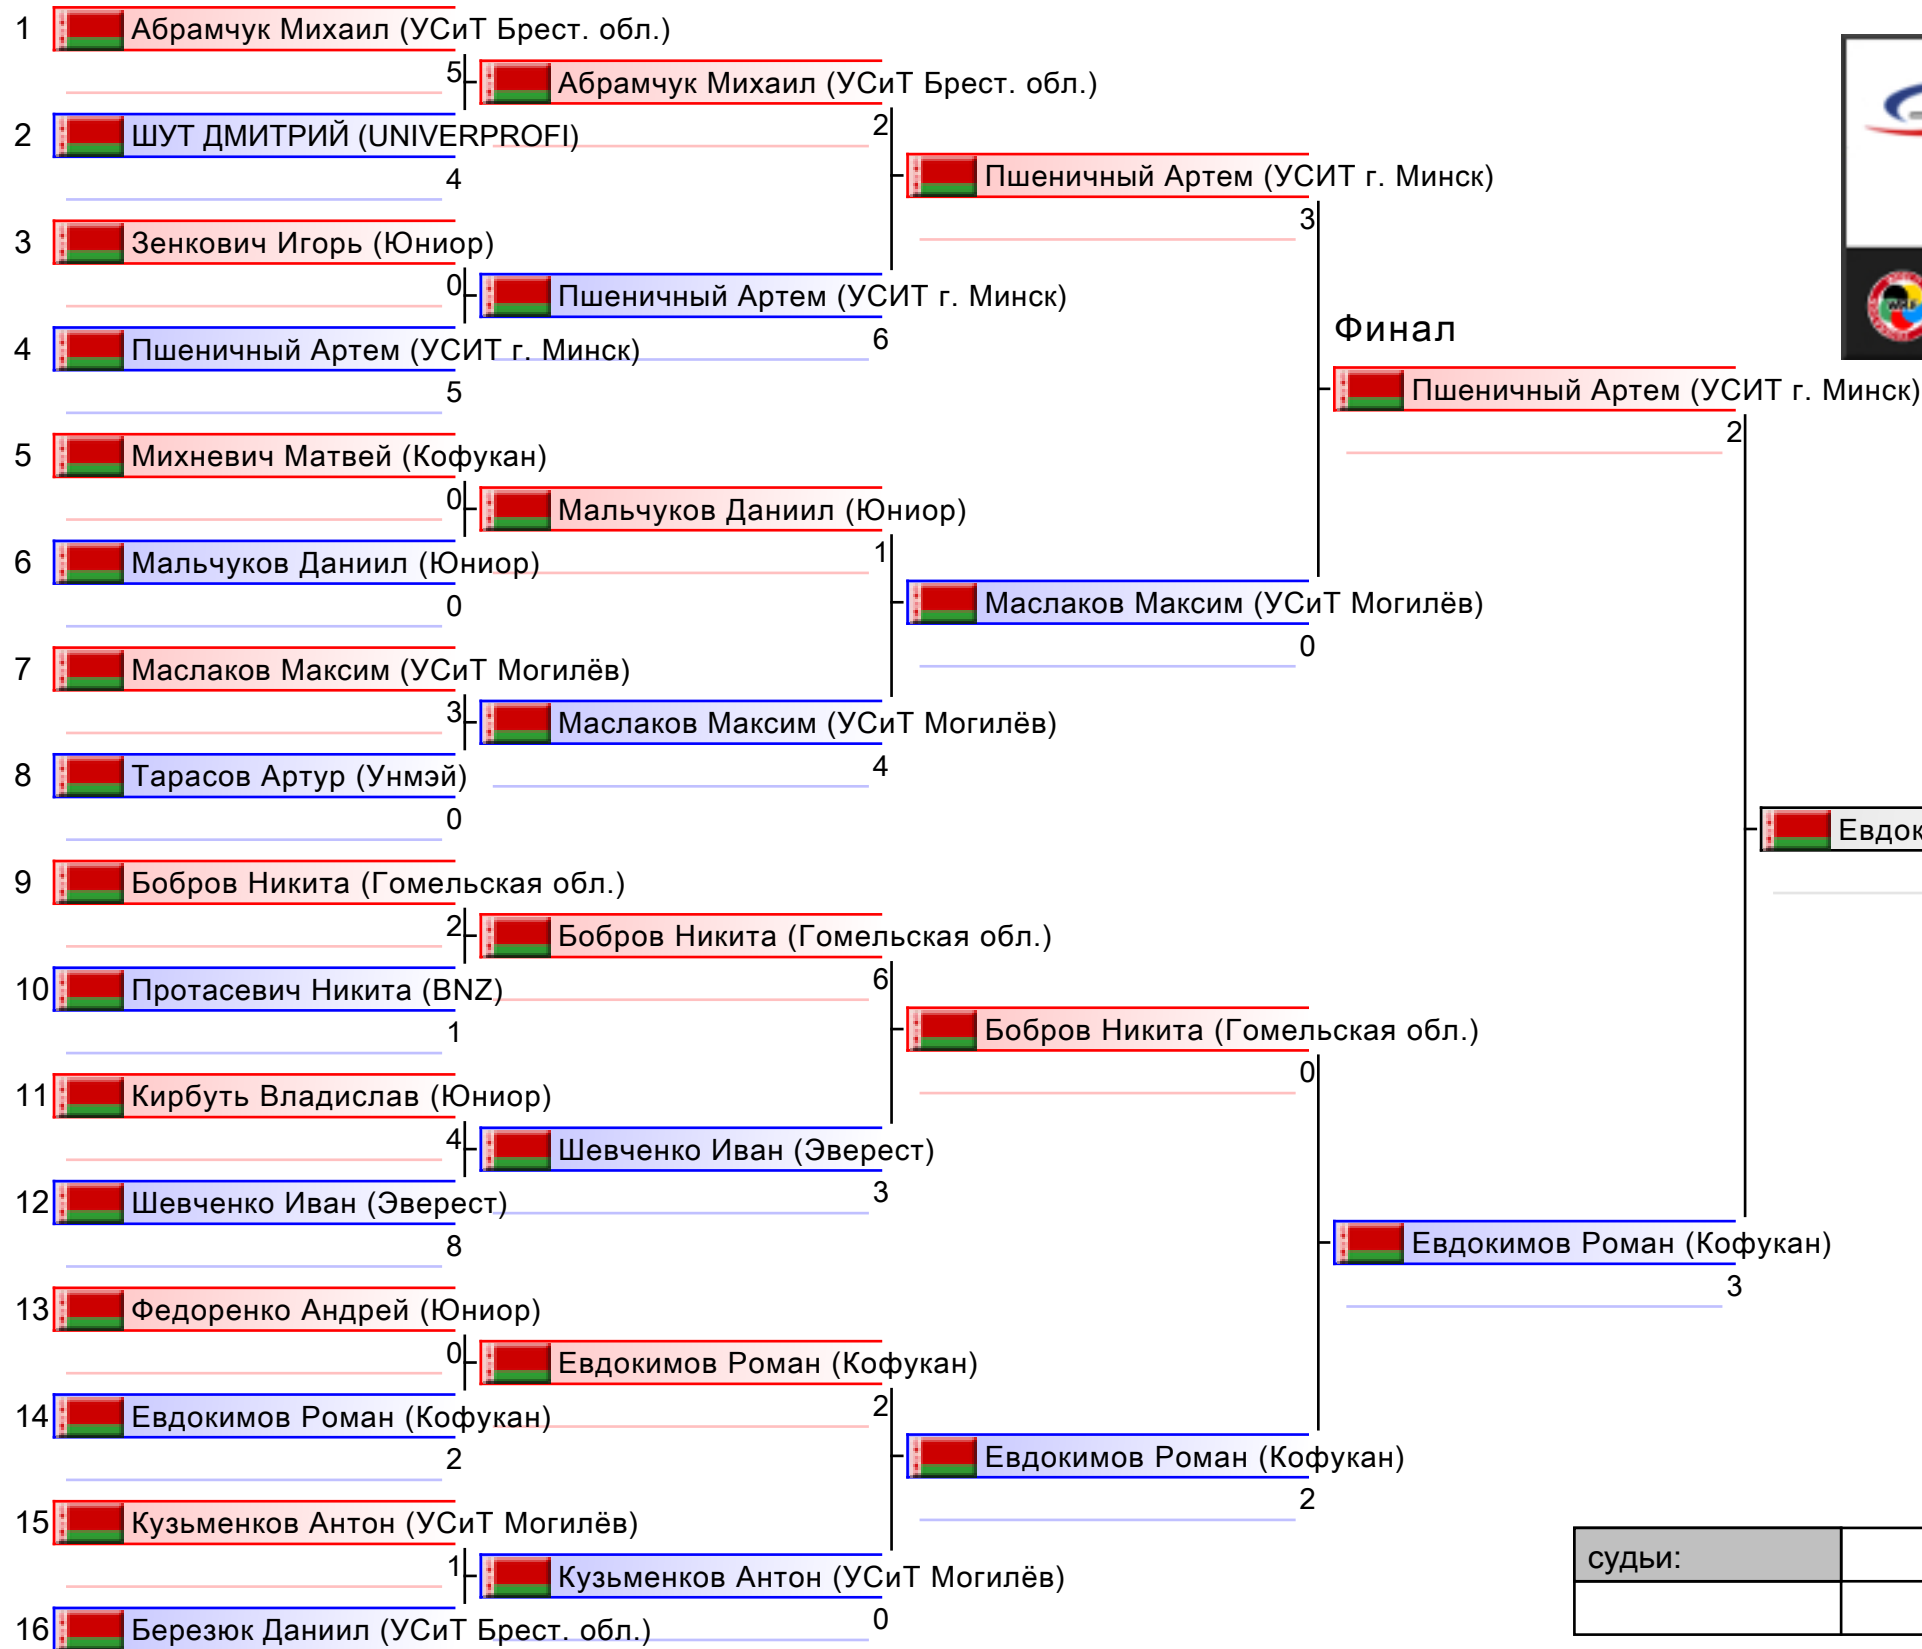 1 Абрамчук Михаил (УСиТ Брест. обл.)
5
Абрамчук Михаил (УСиТ Брест. обл.)
2
2 ШУТ ДМИТРИЙ (UNIVERPROFI)
4
Пшеничный Артем (УСИТ г. Минск)
3
3 Зенкович Игорь (Юниор)
0
Пшеничный Артем (УСИТ г. Минск)
6
4 Пшеничный Артем (УСИТ г. Минск)
5
Финал
Пшеничный Артем (УСИТ г. Минск)
2
5 Михневич Матвей (Кофукан)
0
Мальчуков Даниил (Юниор)
1
6 Мальчуков Даниил (Юниор)
0
Маслаков Максим (УСиТ Могилёв)
0
7 Маслаков Максим (УСиТ Могилёв)
3
Маслаков Максим (УСиТ Могилёв)
4
8 Тарасов Артур (Унмэй)
0
Евдок
9 Бобров Никита (Гомельская обл.)
2
Бобров Никита (Гомельская обл.)
6
10 Протасевич Никита (BNZ)
1
Бобров Никита (Гомельская обл.)
0
11 Кирбуть Владислав (Юниор)
4
Шевченко Иван (Эверест)
3
12 Шевченко Иван (Эверест)
8
Евдокимов Роман (Кофукан)
3
13 Федоренко Андрей (Юниор)
0
Евдокимов Роман (Кофукан)
2
14 Евдокимов Роман (Кофукан)
2
Евдокимов Роман (Кофукан)
2
15 Кузьменков Антон (УСиТ Могилёв)
1
Кузьменков Антон (УСиТ Могилёв)
0
16 Березюк Даниил (УСиТ Брест. обл.)
судьи: